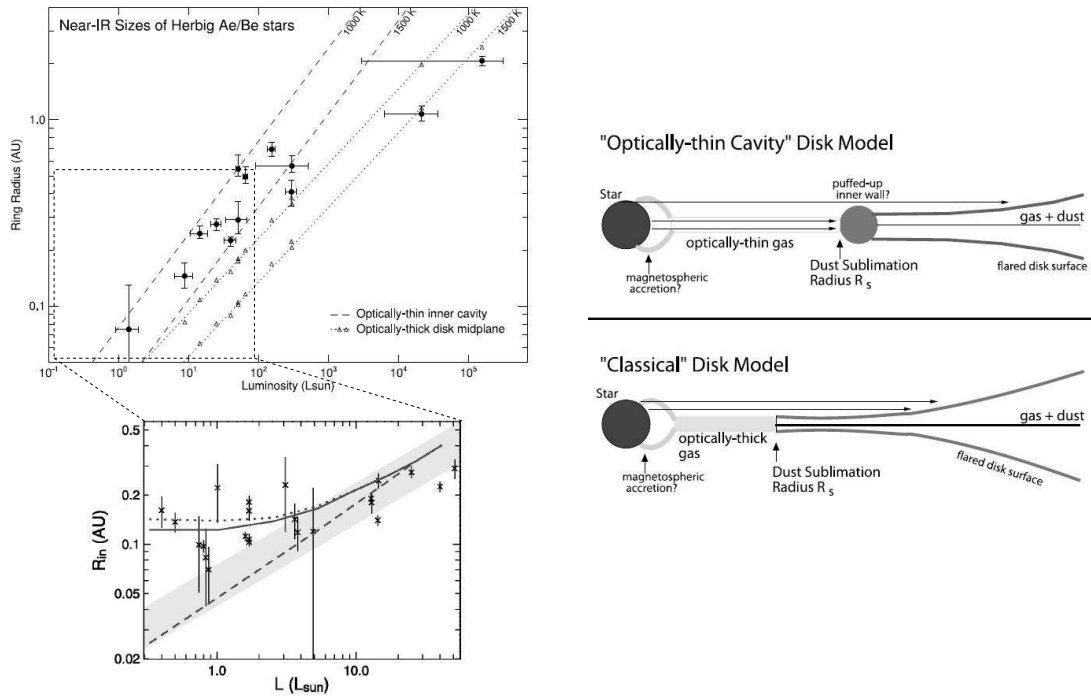 Near-IR Sizes of Herbig Ae/Be stars
1000 K
1500 K
1000 K
1500 K
Ring Radius (AU)
1.0
0.1
Optically-thin inner cavity
Optically-thick disk midplane
10⁻¹ 10⁰ 10¹ 10² 10³ 10⁴ 10⁵
Luminosity (Lsun)
0.5
0.2
0.1
0.05
0.02
Rin (AU)
1.0 10.0
L (Lsun)
"Optically-thin Cavity" Disk Model
Star
puffed-up
inner wall?
gas + dust
optically-thin gas
magnetospheric
accretion?
Dust Sublimation
Radius R s
flared disk surface
"Classical" Disk Model
Star
gas + dust
optically-thick
gas
magnetospheric
accretion?
Dust Sublimation
Radius R s
flared disk surface